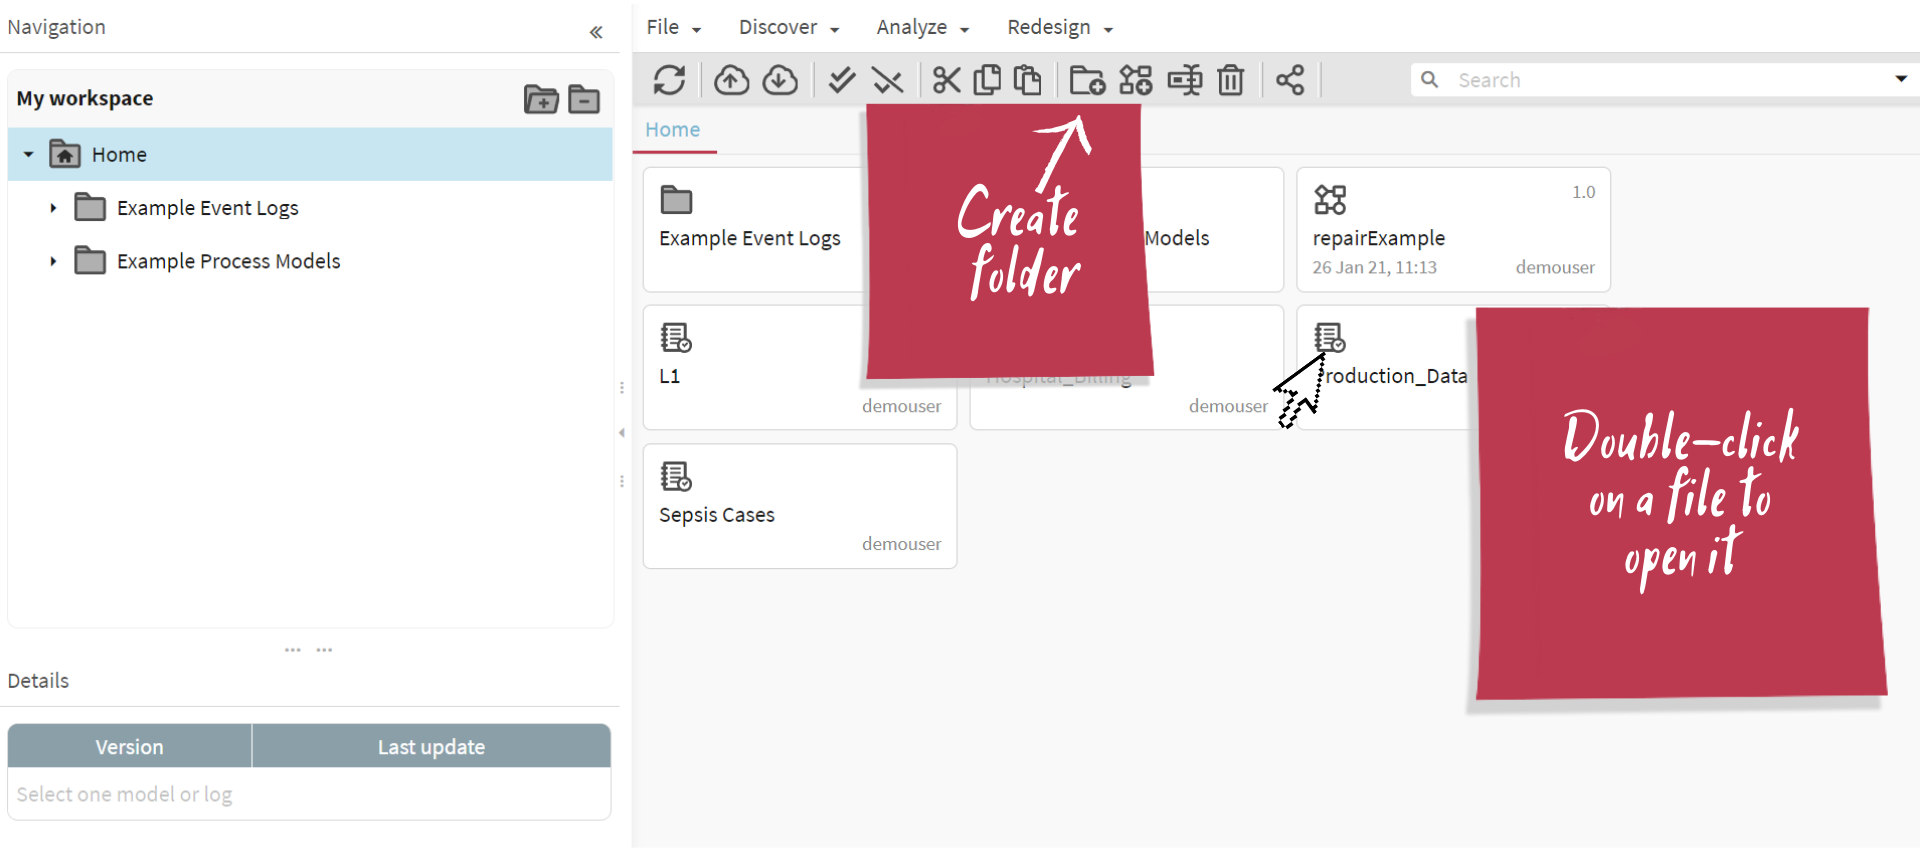 Navigation
File
Discover
Analyze
Redesign
My workspace
Search
Home
Home
Example Event Logs
Example Process Models
Example Event Logs
Models
repairExample
1.0
26 Jan 21, 11:13
demouser
Create
folder
L1
demouser
Hospital_Billing
demouser
roduction_Data
Double-click
on a file to
open it
Sepsis Cases
demouser
Details
Version
Last update
Select one model or log